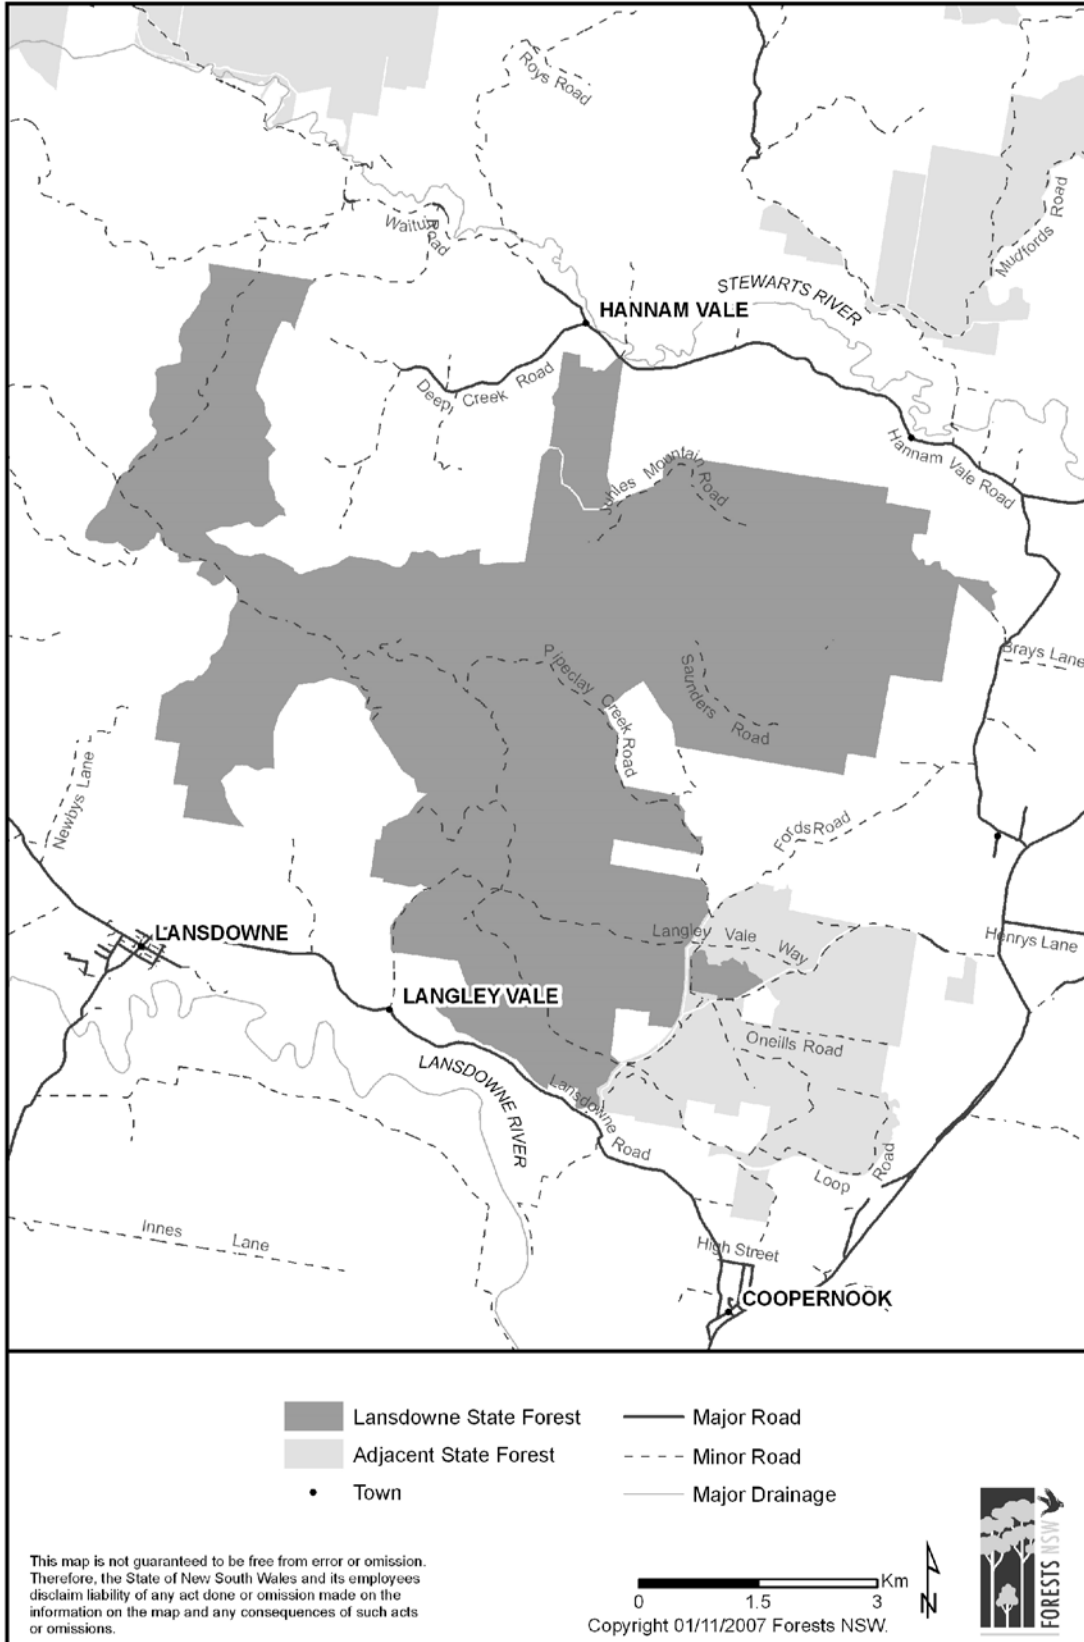 Roys Road
Mudfords Road
Waitui
Road
STEWARTS RIVER
HANNAM VALE
Deep Creek Road
Hannam Vale Road
Juhles Mountain
Road
Brays Lane
Pipeclay Creek Road
Saunders Road
Newbys Lane
Fords Road
LANSDOWNE
Langley Vale Way
Henrys Lane
LANGLEY VALE
Oneills Road
LANSDOWNE RIVER
Lansdowne Road
Loop Road
Innes Lane
High Street
COOPERNOOK
Lansdowne State Forest
Adjacent State Forest
Town
Major Road
Minor Road
Major Drainage
This map is not guaranteed to be free from error or omission.
Therefore, the State of New South Wales and its employees
disclaim liability of any act done or omission made on the
information on the map and any consequences of such acts
or omissions.
Km
0 1.5 3
Copyright 01/11/2007 Forests NSW.
N
FORESTS NSW